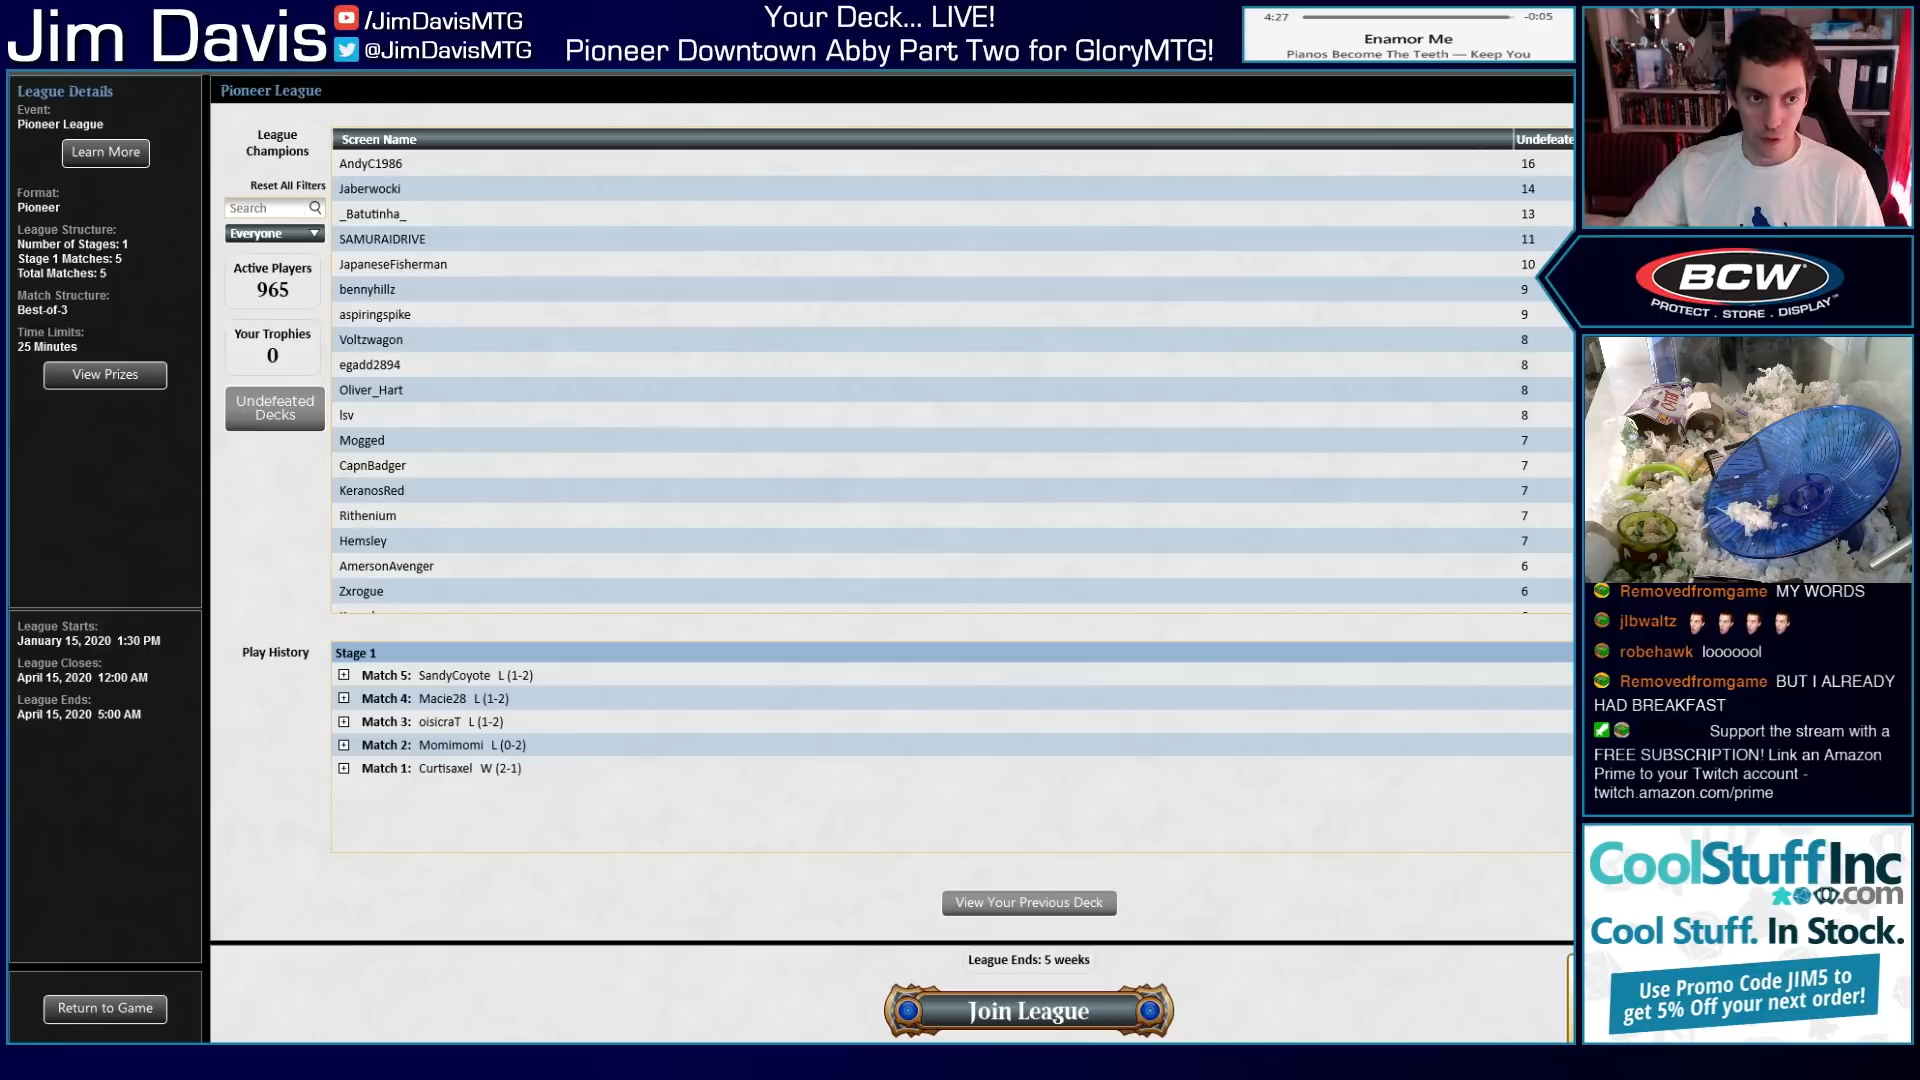 Jim Davis
/JimDavisMTG
@JimDavisMTG
Your Deck... LIVE!
Pioneer Downtown Abby Part Two for GloryMTG!
4:27
-0:05
Enamor Me
Pianos Become The Teeth — Keep You
League Details
Event:
Pioneer League
Learn More
Format:
Pioneer
League Structure:
Number of Stages: 1
Stage 1 Matches: 5
Total Matches: 5
Match Structure:
Best-of-3
Time Limits:
25 Minutes
View Prizes
League Starts:
January 15, 2020 1:30 PM
League Closes:
April 15, 2020 12:00 AM
League Ends:
April 15, 2020 5:00 AM
Return to Game
Pioneer League
League
Champions
Reset All Filters
Search
Everyone
Active Players
965
Your Trophies
0
Undefeated
Decks
Screen Name Undefeate
AndyC1986 16
Jaberwocki 14
_Batutinha_ 13
SAMURAIDRIVE 11
JapaneseFisherman 10
bennyhillz 9
aspiringspike 9
Voltzwagon 8
egadd2894 8
Oliver_Hart 8
lsv 8
Mogged 7
CapnBadger 7
KeranosRed 7
Rithenium 7
Hemsley 7
AmersonAvenger 6
Zxrogue 6
Play History
Stage 1
Match 5: SandyCoyote L (1-2)
Match 4: Macie28 L (1-2)
Match 3: oisicraT L (1-2)
Match 2: Momimomi L (0-2)
Match 1: Curtisaxel W (2-1)
View Your Previous Deck
League Ends: 5 weeks
Join League
BCW
PROTECT . STORE . DISPLAY™
Removedfromgame MY WORDS
jlbwaltz
robehawk looooool
Removedfromgame BUT I ALREADY
HAD BREAKFAST
Support the stream with a
FREE SUBSCRIPTION! Link an Amazon
Prime to your Twitch account -
twitch.amazon.com/prime
CoolStuffInc
.com
Cool Stuff. In Stock.
Use Promo Code JIM5 to
get 5% Off your next order!